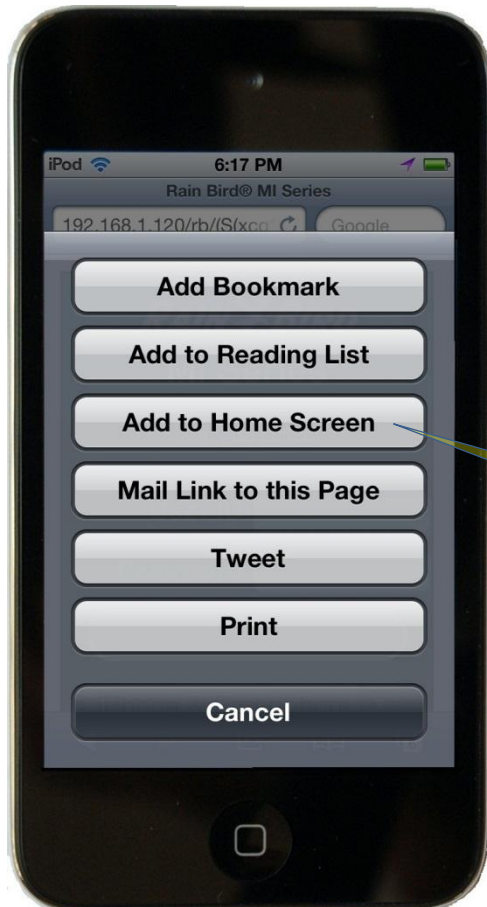 iPod 6:17 PM
Rain Bird® MI Series
192.168.1.120/rb/(S(xcq Google
Add Bookmark
Add to Reading List
Add to Home Screen
Mail Link to this Page
Tweet
Print
Cancel